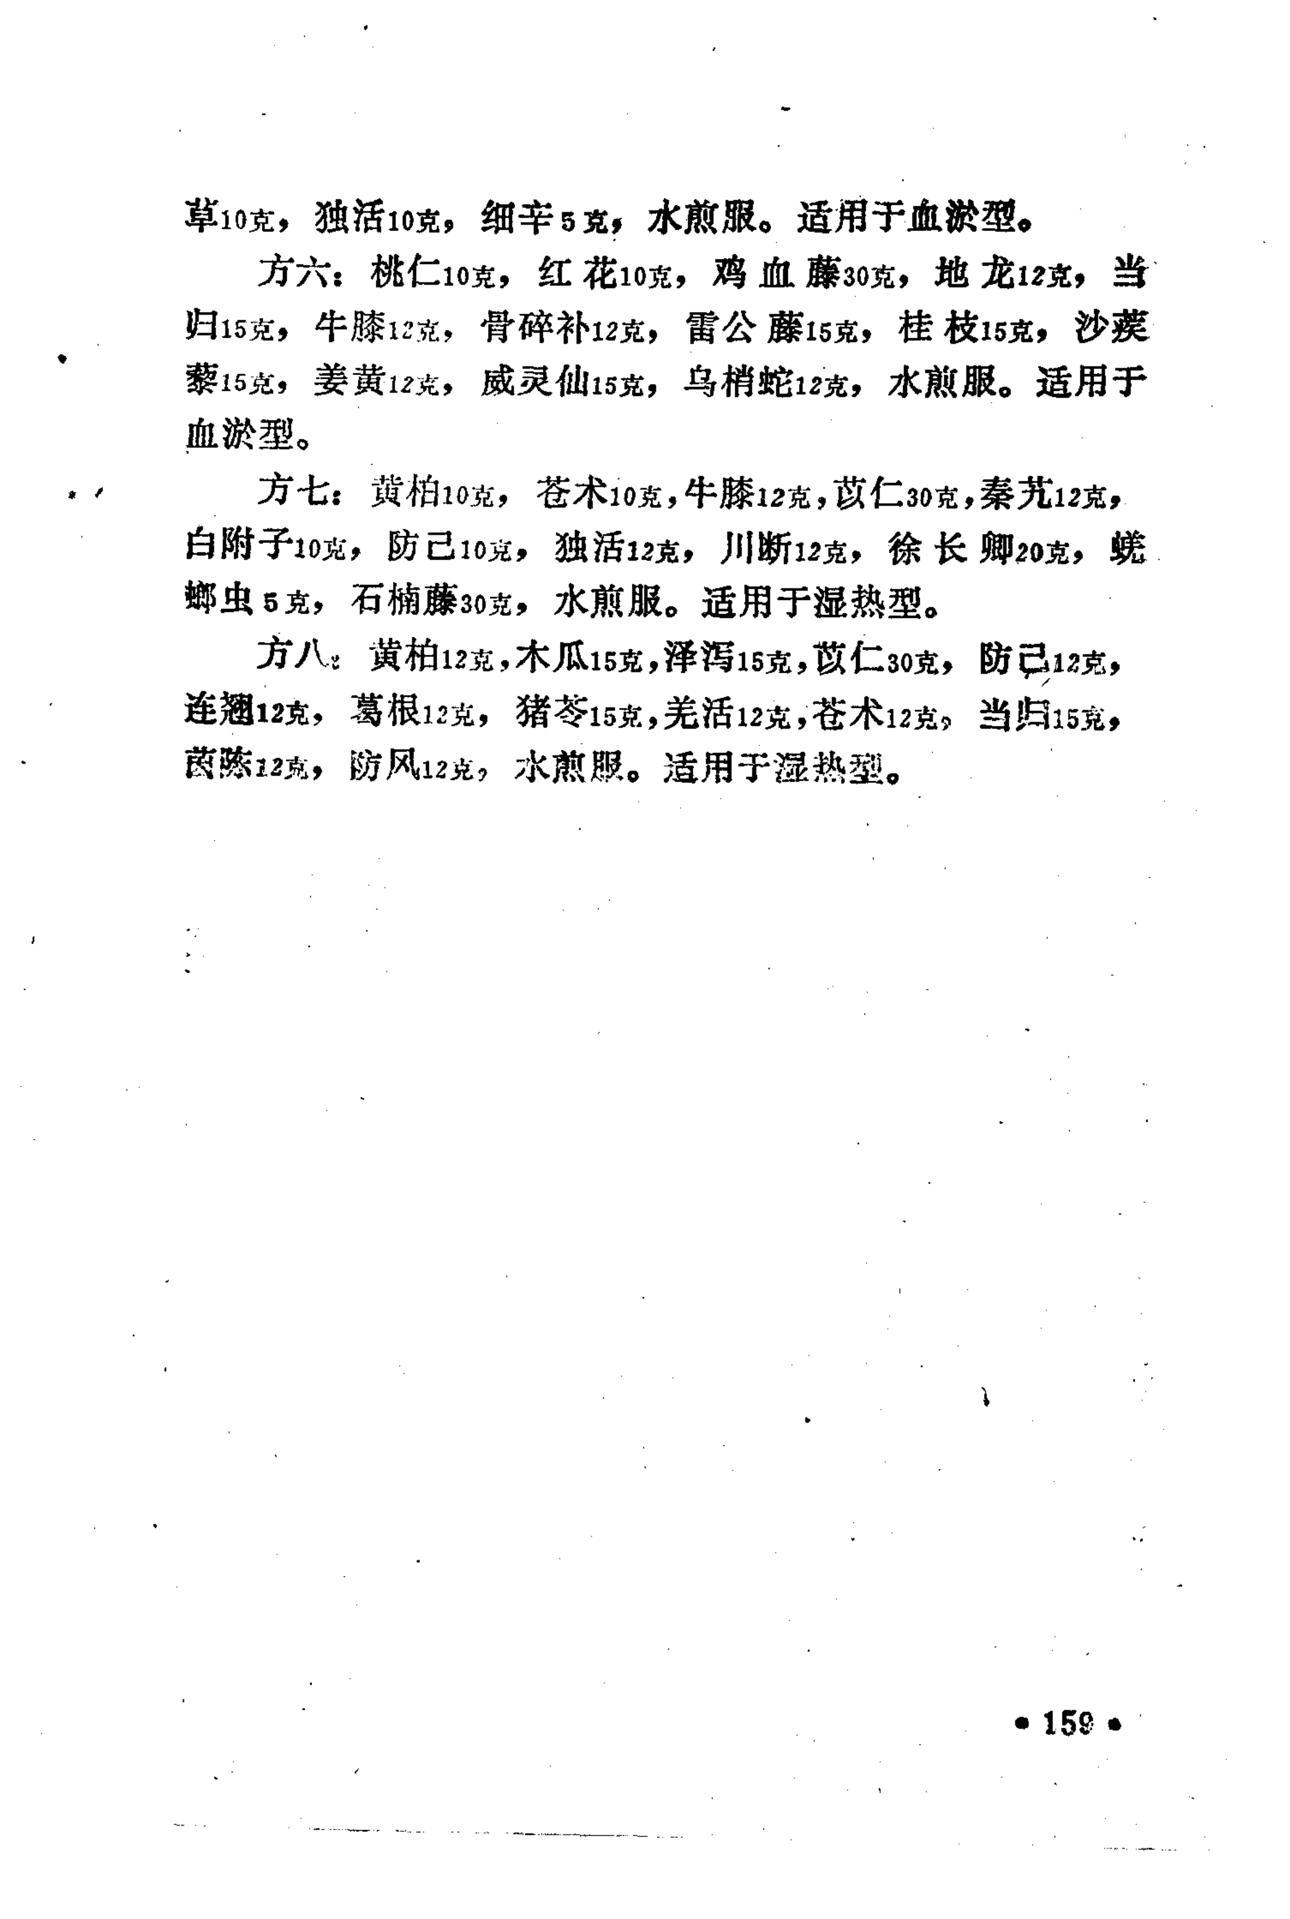 草10克，独活10克，细辛5克，水煎服。适用于血淤型。
方六：桃仁10克，红花10克，鸡血藤30克，地龙12克，当
归15克，牛膝12克，骨碎补12克，雷公藤15克，桂枝15克，沙蒺
藜15克，姜黄12克，威灵仙15克，乌梢蛇12克，水煎服。适用于
血淤型。
方七：黄柏10克，苍术10克，牛膝12克，苡仁30克，秦艽12克，
白附子10克，防己10克，独活12克，川断12克，徐长卿20克，蜣
螂虫5克，石楠藤30克，水煎服。适用于湿热型。
方八：黄柏12克，木瓜15克，泽泻15克，苡仁30克，防己12克，
连翘12克，葛根12克，猪苓15克，羌活12克，苍术12克，当归15克，
茵陈12克，防风12克，水煎服。适用于湿热型。
• 159 •